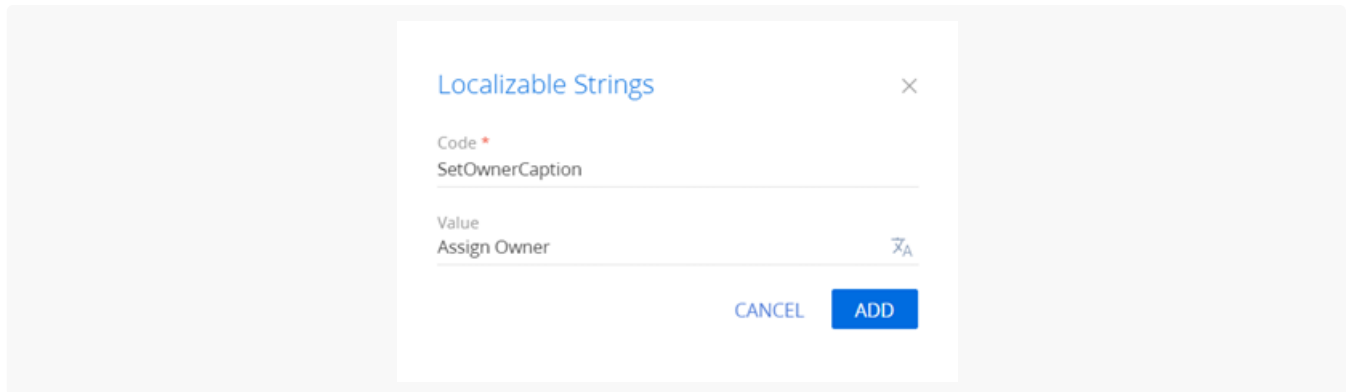 Localizable Strings
Code *
SetOwnerCaption
Value
Assign Owner
CANCEL ADD